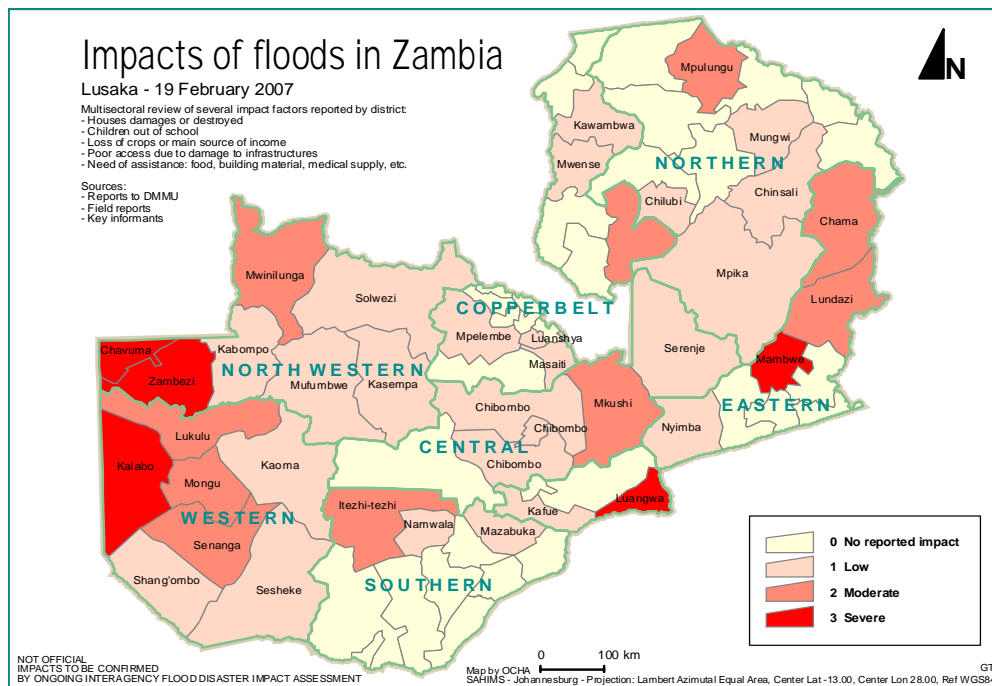 Impacts of floods in Zambia
Lusaka - 19 February 2007
Multisectoral review of several impact factors reported by district:
- Houses damages or destroyed
- Children out of school
- Loss of crops or main source of income
- Poor access due to damage to infrastructures
- Need of assistance: food, building material, medical supply, etc.
Sources:
- Reports to DMMU
- Field reports
- Key informants
N
Mpulungu
Kawambwa
Mungwi
Mwense
NORTHERN
Chilubi
Chinsali
Chama
Mpika
Mwinilunga
Solwezi
Lundazi
COPPERBELT
Mpelembe
Luanshya
Chavuma
Kabompo
Serenje
Mambwe
Masaiti
Zambezi
NORTH WESTERN
Mufumbwe
Kasempa
Mkushi
EASTERN
Chibombo
Lukulu
Chibombo
Nyimba
CENTRAL
Kalabo
Kaoma
Chibombo
Mongu
Luangwa
Itezhi-tezhi
Kafue
WESTERN
Namwala
Mazabuka
Senanga
Shang'ombo
Sesheke
SOUTHERN
0 No reported impact
1 Low
2 Moderate
3 Severe
NOT OFFICIAL
IMPACTS TO BE CONFIRMED
BY ONGOING INTERAGENCY FLOOD DISASTER IMPACT ASSESSMENT
0 100 km
Map by OCHA
GT
SAHIMS - Johannesburg - Projection: Lambert Azimutal Equal Area, Center Lat -13.00, Center Lon 28.00, Ref WGS84